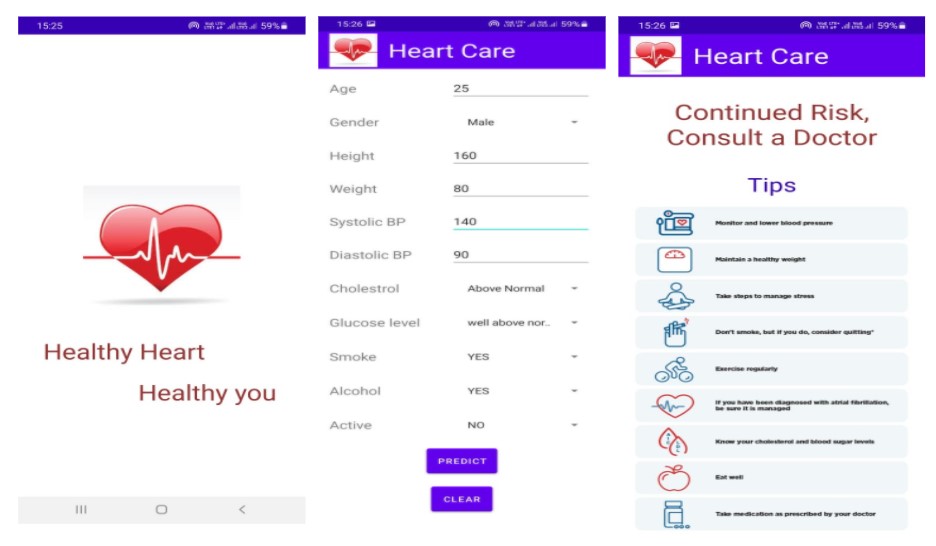 15:25
59%
Healthy Heart
Healthy you
15:26
59%
Heart Care
Age 25
Gender Male
Height 160
Weight 80
Systolic BP 140
Diastolic BP 90
Cholestrol Above Normal
Glucose level well above nor..
Smoke YES
Alcohol YES
Active NO
PREDICT
CLEAR
15:26
59%
Heart Care
Continued Risk,
Consult a Doctor
Tips
Monitor and lower blood pressure
Maintain a healthy weight
Take steps to manage stress
Don't smoke, but if you do, consider quitting*
Exercise regularly
If you have been diagnosed with atrial fibrillation,
be sure it is managed
Know your cholesterol and blood sugar levels
Eat well
Take medication as prescribed by your doctor